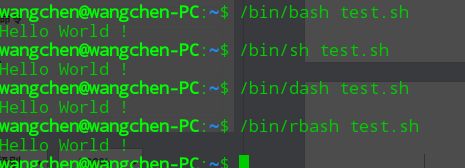 wangchen@wangchen-PC:~$ /bin/bash test.sh
Hello World !
wangchen@wangchen-PC:~$ /bin/sh test.sh
Hello World !
wangchen@wangchen-PC:~$ /bin/dash test.sh
Hello World !
wangchen@wangchen-PC:~$ /bin/rbash test.sh
Hello World !
wangchen@wangchen-PC:~$